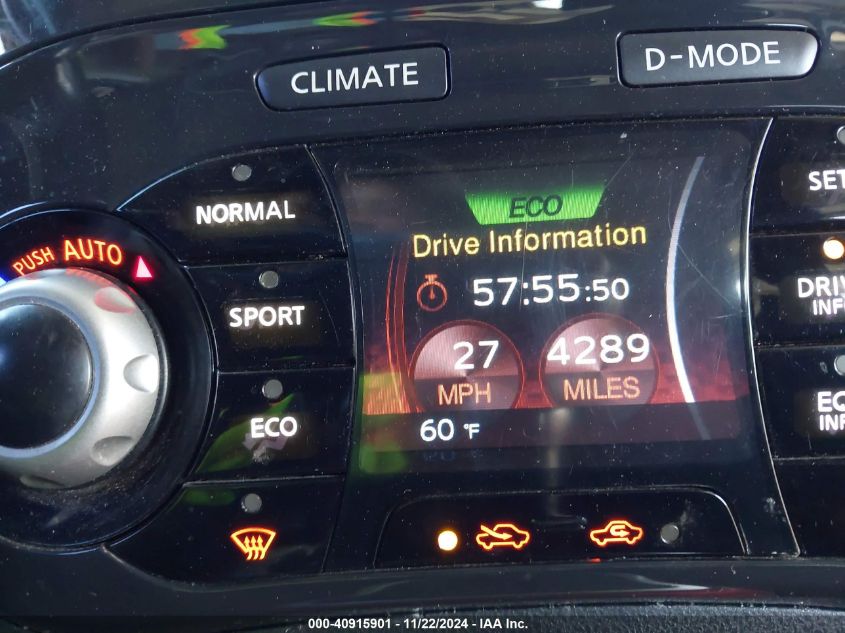 CLIMATE
D-MODE
NORMAL
SET
ECO
Drive Information
PUSH AUTO
57:55:50
SPORT
DRIV
INF
27
MPH
4289
MILES
ECO
EC
INF
60 °F
000-40915901 - 11/22/2024 - IAA Inc.